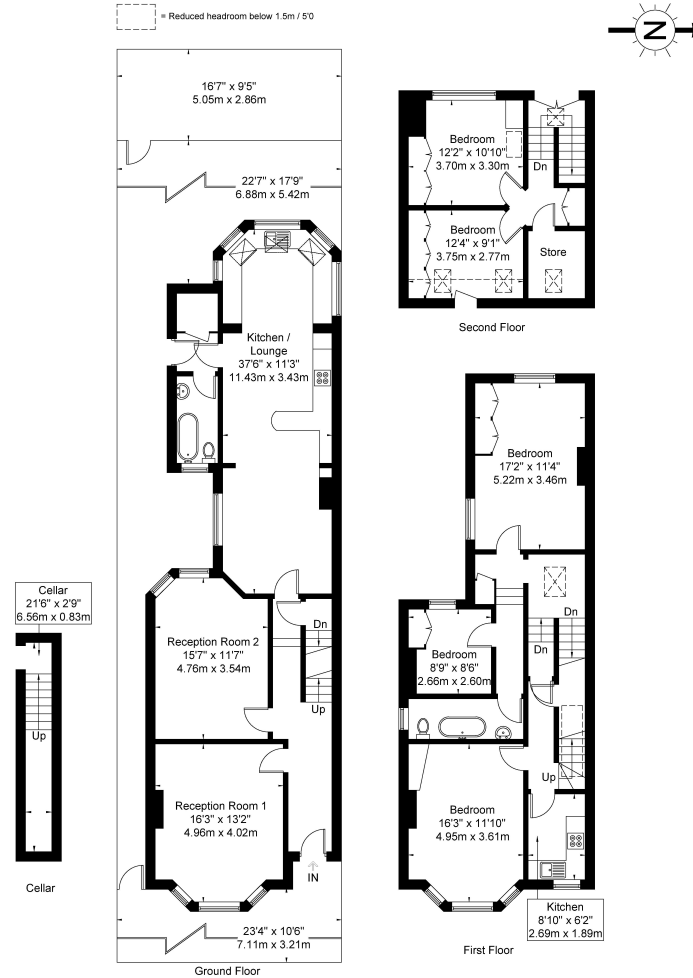 = Reduced headroom below 1.5m / 5'0
N
16'7" x 9'5"
5.05m x 2.86m
22'7" x 17'9"
6.88m x 5.42m
Kitchen /
Lounge
37'6" x 11'3"
11.43m x 3.43m
Reception Room 2
15'7" x 11'7"
4.76m x 3.54m
Dn
Up
Reception Room 1
16'3" x 13'2"
4.96m x 4.02m
IN
23'4" x 10'6"
7.11m x 3.21m
Ground Floor
Cellar
21'6" x 2'9"
6.56m x 0.83m
Up
Cellar
Bedroom
12'2" x 10'10"
3.70m x 3.30m
Dn
Bedroom
12'4" x 9'1"
3.75m x 2.77m
Store
Second Floor
Bedroom
17'2" x 11'4"
5.22m x 3.46m
Dn
Dn
Bedroom
8'9" x 8'6"
2.66m x 2.60m
Up
Bedroom
16'3" x 11'10"
4.95m x 3.61m
Kitchen
8'10" x 6'2"
2.69m x 1.89m
First Floor